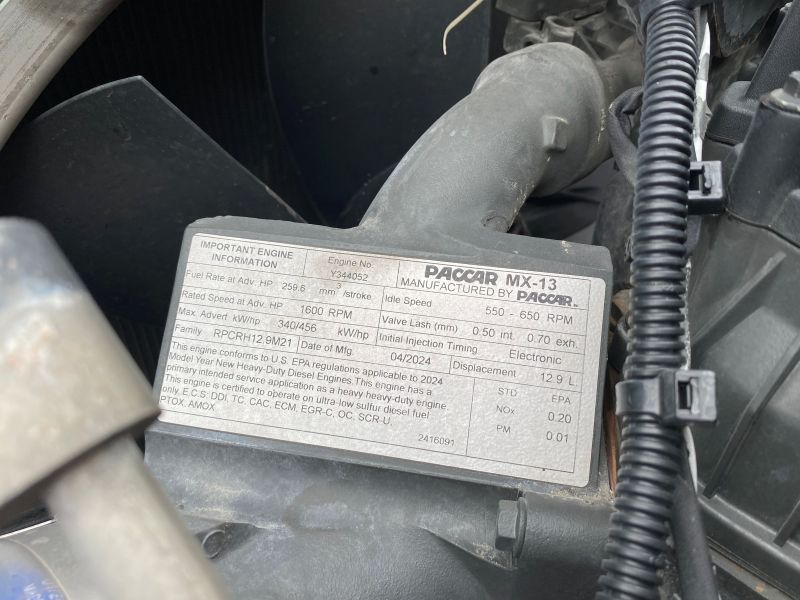 IMPORTANT ENGINE
INFORMATION
Engine No.
Y344052
PACCAR MX-13
MANUFACTURED BY PACCAR
Fuel Rate at Adv. HP 259.6 mm³/stroke
Idle Speed 550 - 650 RPM
Rated Speed at Adv. HP 1600 RPM
Valve Lash (mm) 0.50 int. 0.70 exh.
Max. Advert kW/hp 340/456 kW/hp
Initial Injection Timing Electronic
Family RPCRH12.9M21
Date of Mfg. 04/2024
Displacement 12.9 L
This engine conforms to U.S. EPA regulations applicable to 2024
Model Year New Heavy-Duty Diesel Engines. This engine has a
primary intended service application as a heavy heavy-duty engine.
This engine is certified to operate on ultra-low sulfur diesel fuel
only. E.C.S: DDI, TC, CAC, ECM, EGR-C, OC, SCR-U,
PTOX, AMOX
2416091
STD EPA
NOx 0.20
PM 0.01